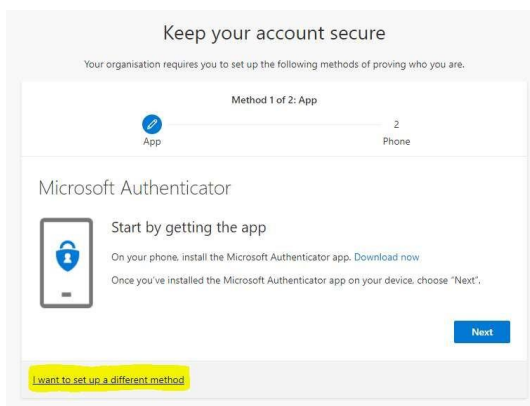 Keep your account secure
Your organisation requires you to set up the following methods of proving who you are.
Method 1 of 2: App
2
App
Phone
Microsoft Authenticator
Start by getting the app
On your phone, install the Microsoft Authenticator app. Download now
Once you've installed the Microsoft Authenticator app on your device, choose "Next".
Next
I want to set up a different method